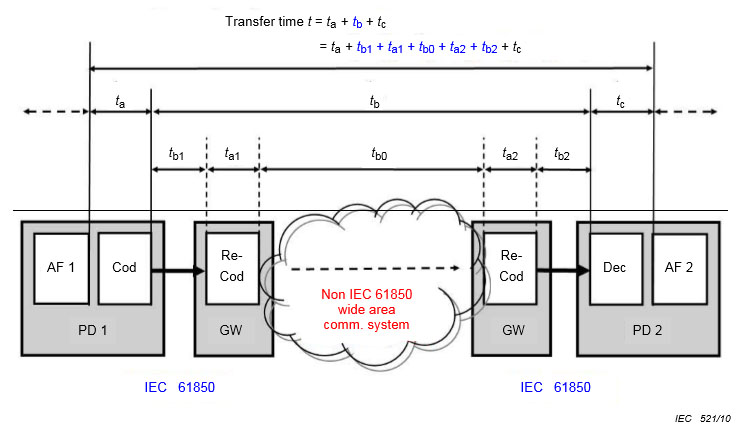 Transfer time t = ta + tb + tc
= ta + tb1 + ta1 + tb0 + ta2 + tb2 + tc
ta
tb
tc
tb1
ta1
tb0
ta2
tb2
AF 1
Cod
Re-
Cod
Re-
Cod
Dec
AF 2
Non IEC 61850
wide area
comm. system
PD 1
GW
GW
PD 2
IEC 61850
IEC 61850
IEC 521/10